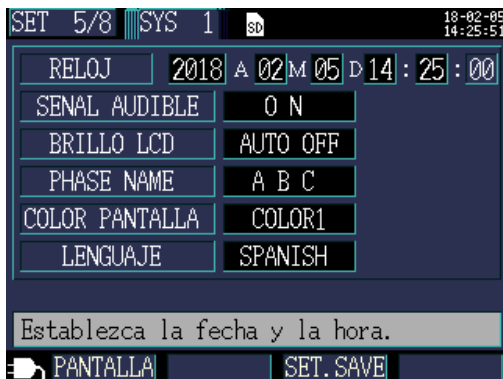 SET 5/8 SYS 1 SD 18-02-05
14:25:51
RELOJ 2018 A 02 M 05 D 14 : 25 : 00
SENAL AUDIBLE ON
BRILLO LCD AUTO OFF
PHASE NAME A B C
COLOR PANTALLA COLOR1
LENGUAJE SPANISH
Establezca la fecha y la hora.
PANTALLA SET.SAVE